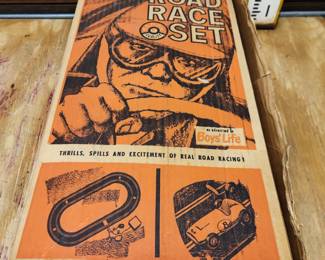 ROAD
RACE
SET
AS ADVERTISED IN
Boys' Life
THRILLS, SPILLS AND EXCITEMENT OF REAL ROAD RACING!